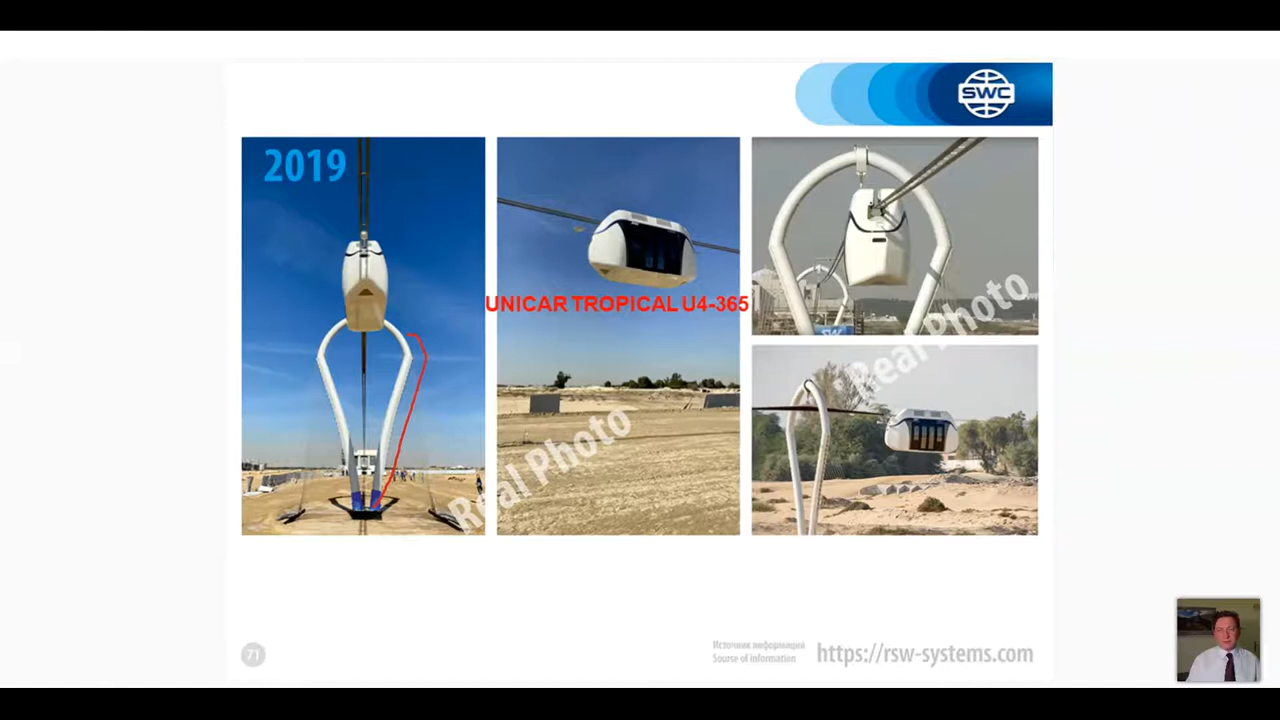 SWC
2019
UNICAR TROPICAL U4-365
Real Photo
Real Photo
Real Photo
71
Источник информации
Sourse of information
https://rsw-systems.com